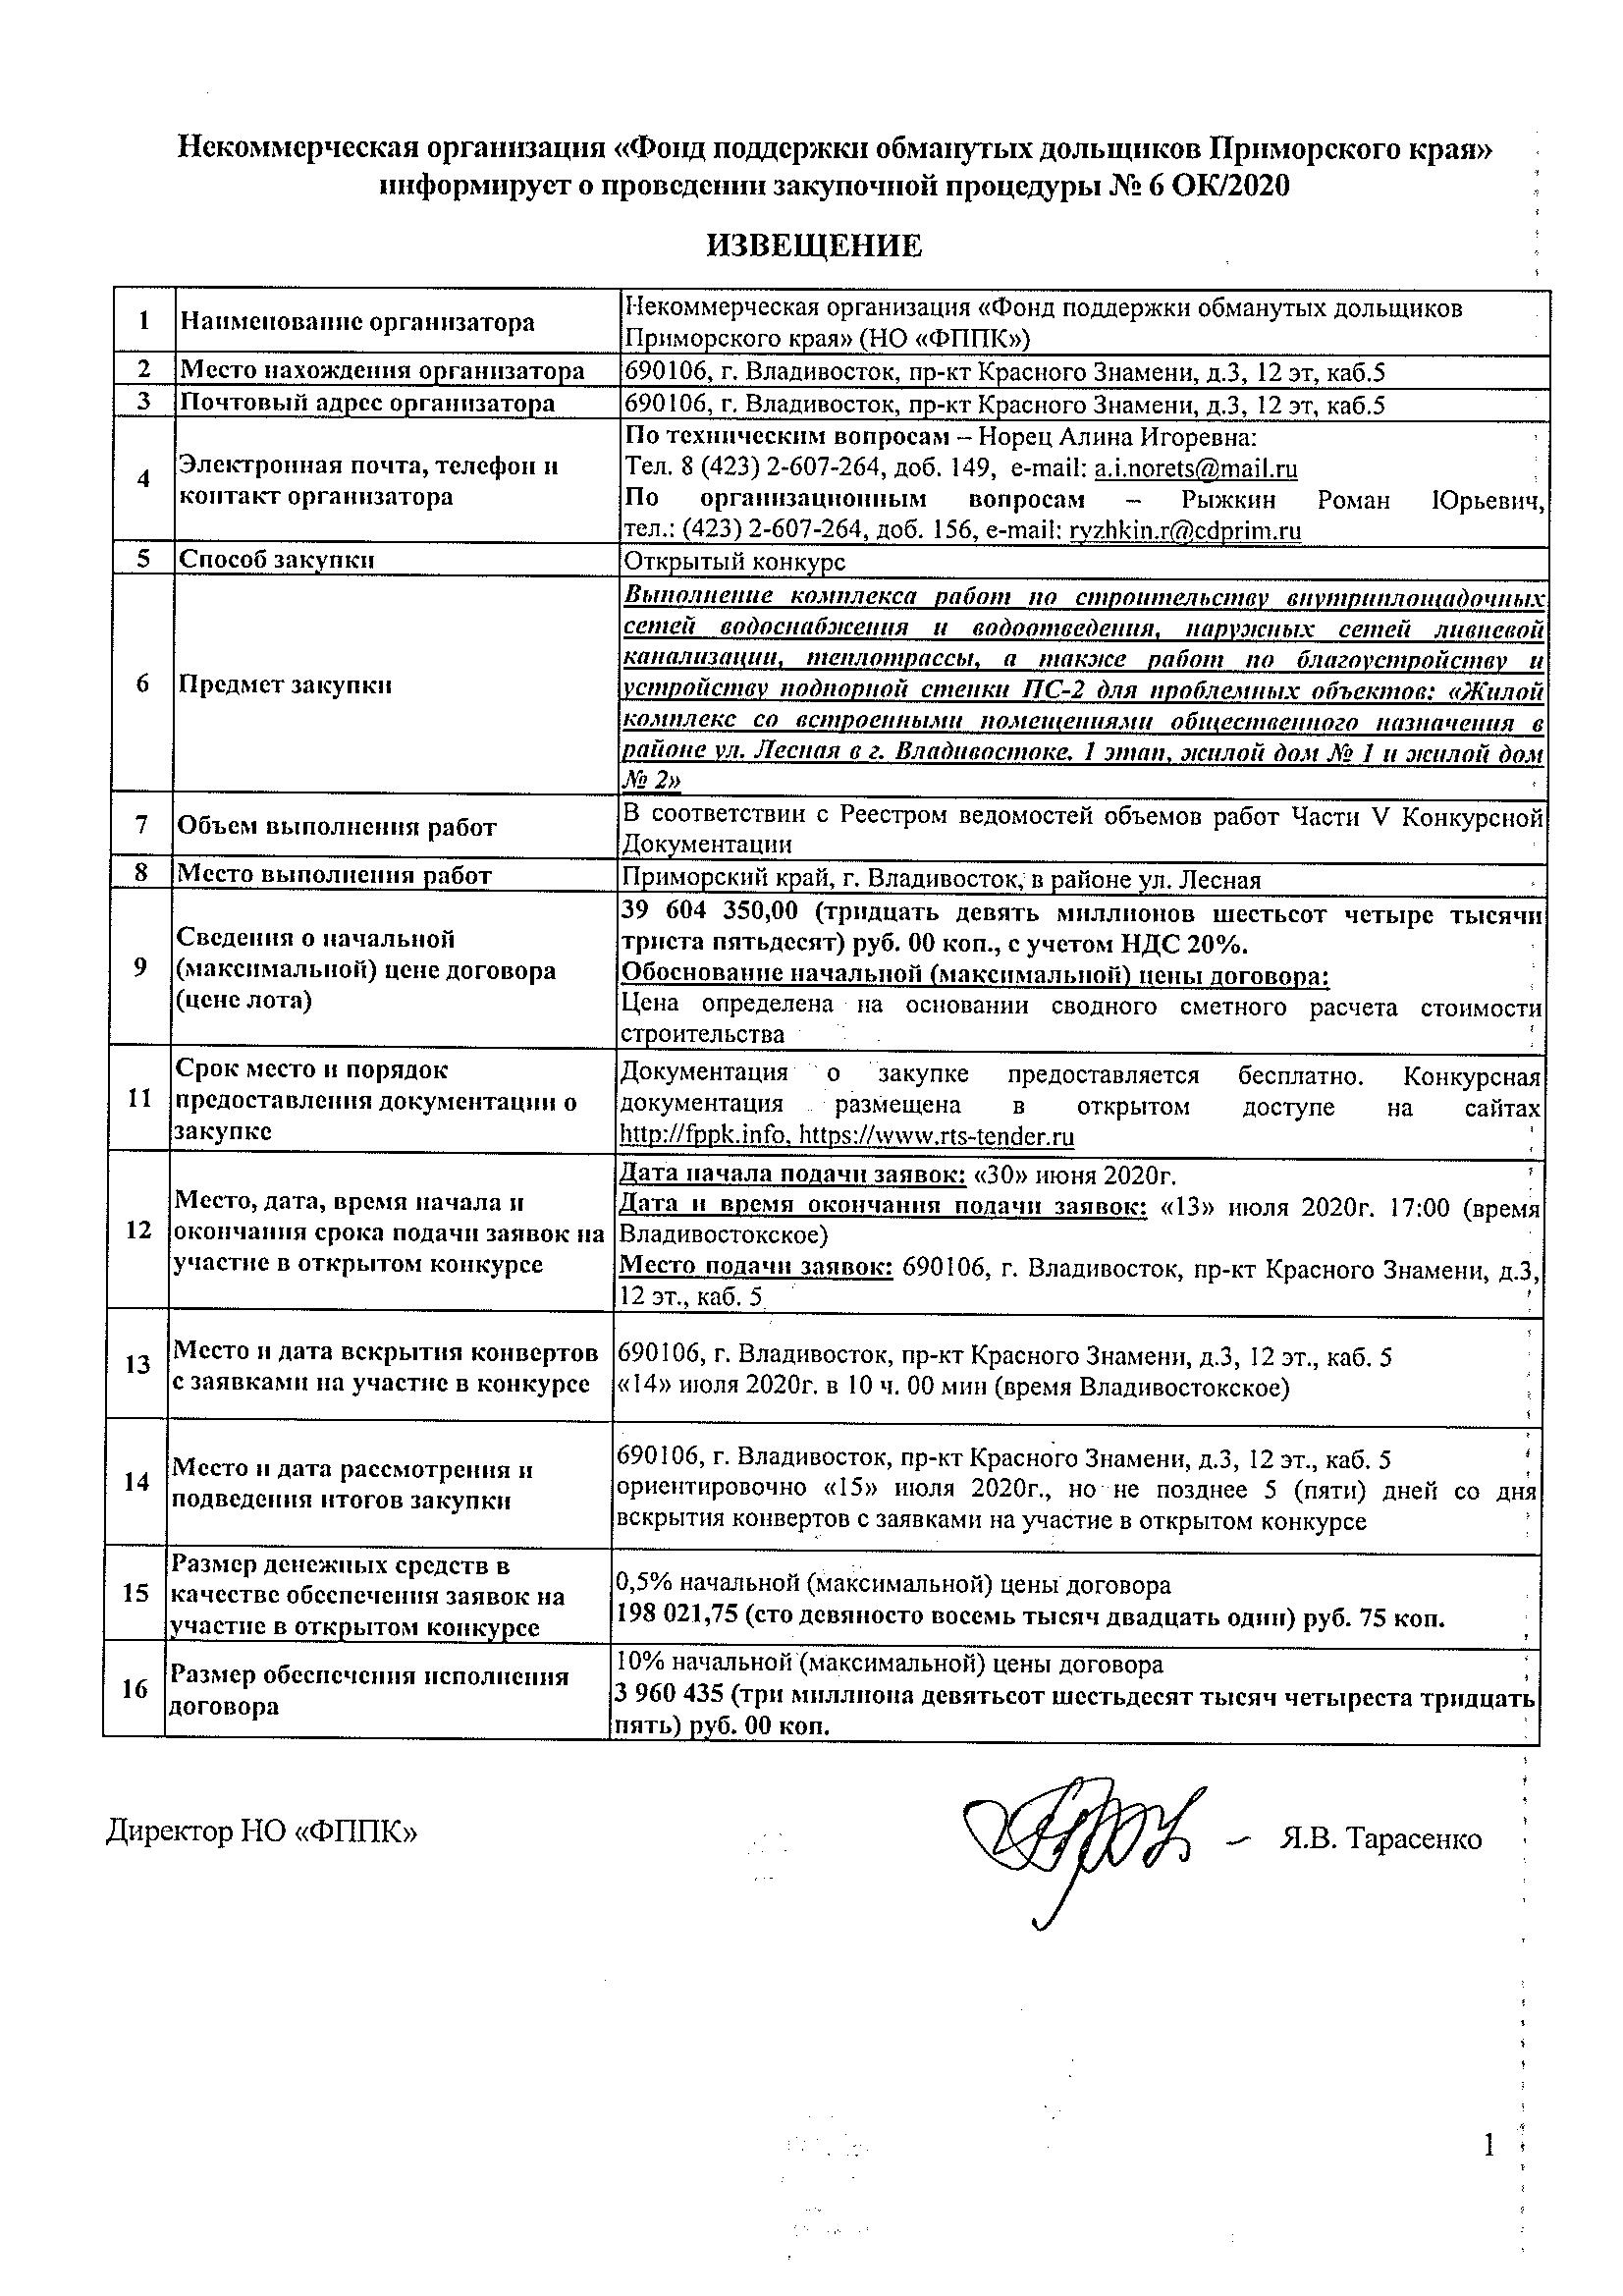 Некоммерческая организация «Фонд поддержки обманутых дольщиков Приморского края»
информирует о проведении закупочной процедуры № 6 ОК/2020
ИЗВЕЩЕНИЕ
1
Наименование организатора
Некоммерческая организация «Фонд поддержки обманутых дольщиков
Приморского края» (НО «ФППК»)
2
Место нахождения организатора
690106, г. Владивосток, пр-кт Красного Знамени, д.3, 12 эт, каб.5
3
Почтовый адрес организатора
690106, г. Владивосток, пр-кт Красного Знамени, д.3, 12 эт, каб.5
4
Электронная почта, телефон и
контакт организатора
По техническим вопросам – Норец Алина Игоревна:
Тел. 8 (423) 2-607-264, доб. 149, e-mail: a.i.norets@mail.ru
По организационным вопросам – Рыжкин Роман Юрьевич,
тел.: (423) 2-607-264, доб. 156, e-mail: ryzhkin.r@cdprim.ru
5
Способ закупки
Открытый конкурс
6
Предмет закупки
Выполнение комплекса работ по строительству внутриплощадочных
сетей водоснабжения и водоотведения, наружных сетей ливневой
канализации, теплотрассы, а также работ по благоустройству и
устройству подпорной стенки ПС-2 для проблемных объектов: «Жилой
комплекс со встроенными помещениями общественного назначения в
районе ул. Лесная в г. Владивостоке. 1 этап, жилой дом № 1 и жилой дом
№ 2»
7
Объем выполнения работ
В соответствии с Реестром ведомостей объемов работ Части V Конкурсной
Документации
8
Место выполнения работ
Приморский край, г. Владивосток, в районе ул. Лесная
9
Сведения о начальной
(максимальной) цене договора
(цене лота)
39 604 350,00 (тридцать девять миллионов шестьсот четыре тысячи
триста пятьдесят) руб. 00 коп., с учетом НДС 20%.
Обоснование начальной (максимальной) цены договора:
Цена определена на основании сводного сметного расчета стоимости
строительства
11
Срок место и порядок
предоставления документации о
закупке
Документация о закупке предоставляется бесплатно. Конкурсная
документация размещена в открытом доступе на сайтах
http://fppk.info, https://www.rts-tender.ru
12
Место, дата, время начала и
окончания срока подачи заявок на
участие в открытом конкурсе
Дата начала подачи заявок: «30» июня 2020г.
Дата и время окончания подачи заявок: «13» июля 2020г. 17:00 (время
Владивостокское)
Место подачи заявок: 690106, г. Владивосток, пр-кт Красного Знамени, д.3,
12 эт., каб. 5
13
Место и дата вскрытия конвертов
с заявками на участие в конкурсе
690106, г. Владивосток, пр-кт Красного Знамени, д.3, 12 эт., каб. 5
«14» июля 2020г. в 10 ч. 00 мин (время Владивостокское)
14
Место и дата рассмотрения и
подведения итогов закупки
690106, г. Владивосток, пр-кт Красного Знамени, д.3, 12 эт., каб. 5
ориентировочно «15» июля 2020г., но не позднее 5 (пяти) дней со дня
вскрытия конвертов с заявками на участие в открытом конкурсе
15
Размер денежных средств в
качестве обеспечения заявок на
участие в открытом конкурсе
0,5% начальной (максимальной) цены договора
198 021,75 (сто девяносто восемь тысяч двадцать один) руб. 75 коп.
16
Размер обеспечения исполнения
договора
10% начальной (максимальной) цены договора
3 960 435 (три миллиона девятьсот шестьдесят тысяч четыреста тридцать
пять) руб. 00 коп.
Директор НО «ФППК»
Я.В. Тарасенко
1